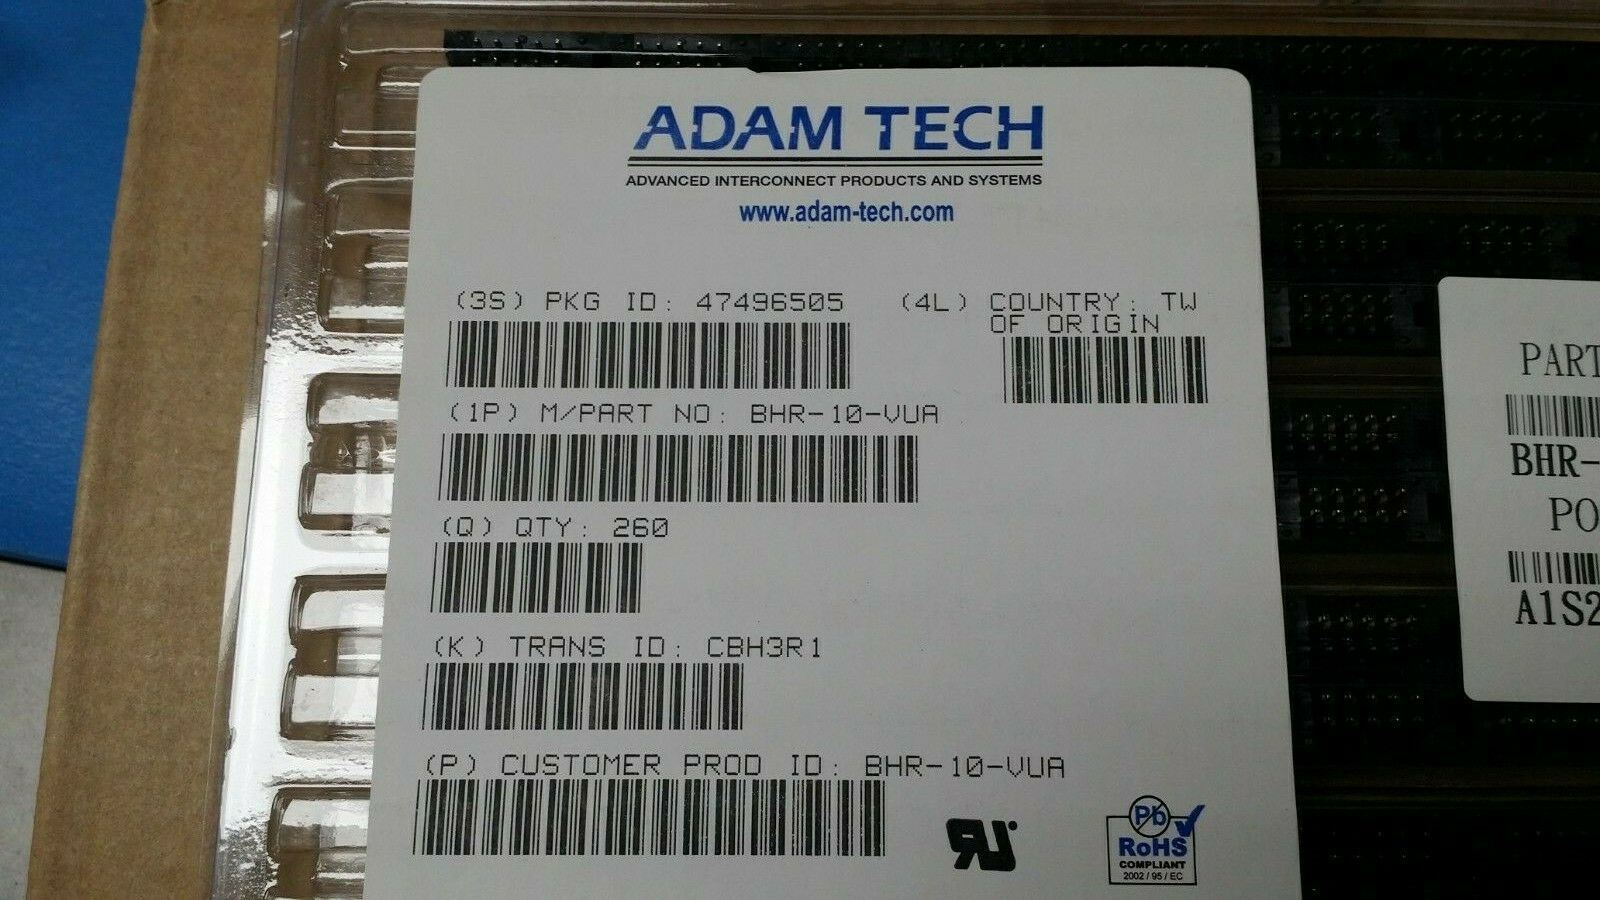 ADAM TECH
ADVANCED INTERCONNECT PRODUCTS AND SYSTEMS
www.adam-tech.com
(3S) PKG ID: 47496505
(4L) COUNTRY: TW
OF ORIGIN
(1P) M/PART NO: BHR-10-VUA
(Q) QTY: 260
(K) TRANS ID: CBH3R1
(P) CUSTOMER PROD ID: BHR-10-VUA
Pb
RoHS
COMPLIANT
2002/95/EC
PART
BHR-
PO
A1S2